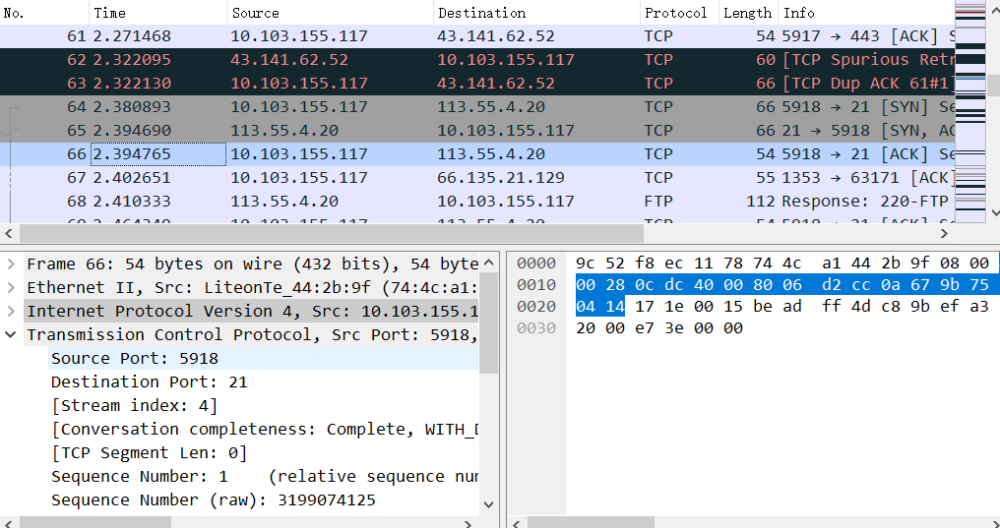 No. Time Source Destination Protocol Length Info
61 2.271468 10.103.155.117 43.141.62.52 TCP 54 5917 → 443 [ACK] S
62 2.322095 43.141.62.52 10.103.155.117 TCP 60 [TCP Spurious Retr
63 2.322130 10.103.155.117 43.141.62.52 TCP 66 [TCP Dup ACK 61#1]
64 2.380893 10.103.155.117 113.55.4.20 TCP 66 5918 → 21 [SYN] Se
65 2.394690 113.55.4.20 10.103.155.117 TCP 66 21 → 5918 [SYN, AC
66 2.394765 10.103.155.117 113.55.4.20 TCP 54 5918 → 21 [ACK] Se
67 2.402651 10.103.155.117 66.135.21.129 TCP 55 1353 → 63171 [ACK]
68 2.410333 113.55.4.20 10.103.155.117 FTP 112 Response: 220-FTP
Frame 66: 54 bytes on wire (432 bits), 54 byte
Ethernet II, Src: LiteonTe_44:2b:9f (74:4c:a1:
Internet Protocol Version 4, Src: 10.103.155.1
Transmission Control Protocol, Src Port: 5918,
Source Port: 5918
Destination Port: 21
[Stream index: 4]
[Conversation completeness: Complete, WITH_D
[TCP Segment Len: 0]
Sequence Number: 1 (relative sequence num
Sequence Number (raw): 3199074125
0000 9c 52 f8 ec 11 78 74 4c a1 44 2b 9f 08 00
0010 00 28 0c dc 40 00 80 06 d2 cc 0a 67 9b 75
0020 04 14 17 1e 00 15 be ad ff 4d c8 9b ef a3
0030 20 00 e7 3e 00 00